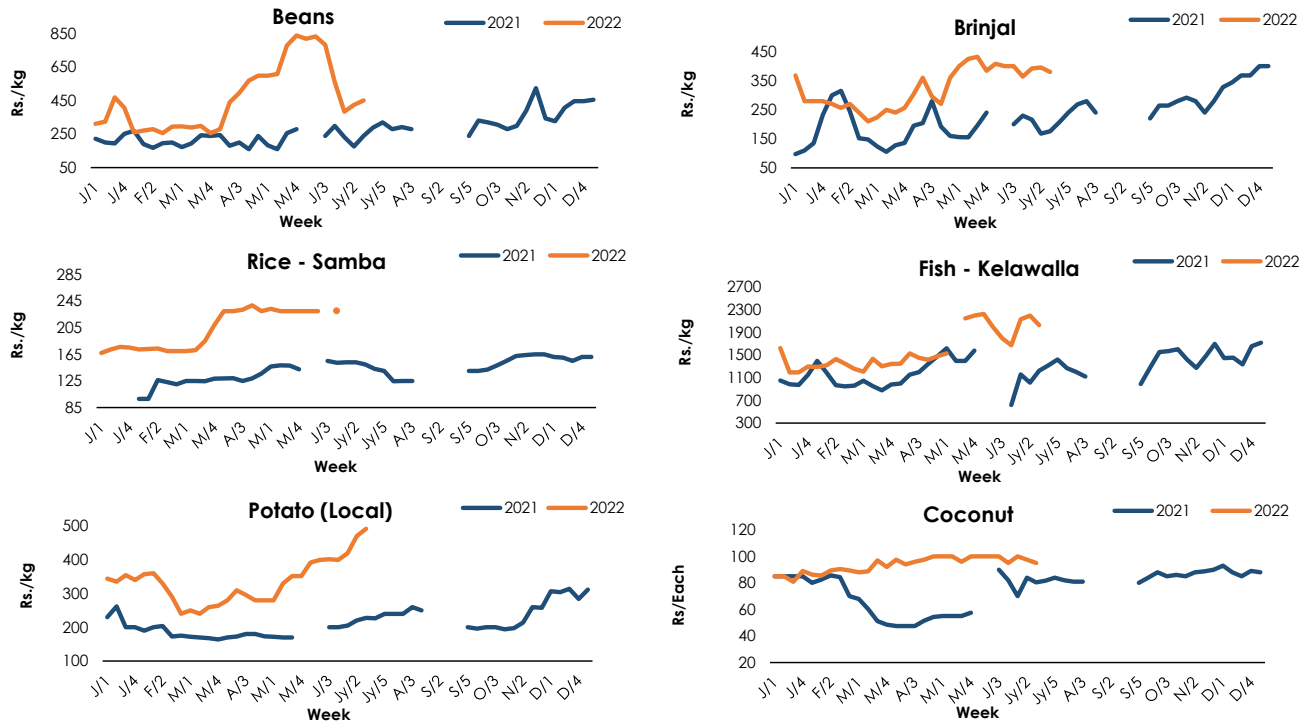 Beans
2021 2022
Rs./kg
850
650
450
250
50
J/1 J/4 F/2 M/1 M/4 A/3 M/1 M/4 J/3 Jy/2 Jy/5 A/3 S/2 S/5 O/3 N/2 D/1 D/4
Week
Brinjal
2021 2022
Rs./kg
450
350
250
150
50
J/1 J/4 F/2 M/1 M/4 A/3 M/1 M/4 J/3 Jy/2 Jy/5 A/3 S/2 S/5 O/3 N/2 D/1 D/4
Week
Rice - Samba
2021 2022
Rs./kg
285
245
205
165
125
85
J/1 J/4 F/2 M/1 M/4 A/3 M/1 M/4 J/3 Jy/2 Jy/5 A/3 S/2 S/5 O/3 N/2 D/1 D/4
Week
Fish - Kelawalla
2021 2022
Rs./kg
2700
2300
1900
1500
1100
700
300
J/1 J/4 F/2 M/1 M/4 A/3 M/1 M/4 J/3 Jy/2 Jy/5 A/3 S/2 S/5 O/3 N/2 D/1 D/4
Week
Potato (Local)
2021 2022
Rs./kg
500
400
300
200
100
J/1 J/4 F/2 M/1 M/4 A/3 M/1 M/4 J/3 Jy/2 Jy/5 A/3 S/2 S/5 O/3 N/2 D/1 D/4
Week
Coconut
2021 2022
Rs/Each
120
100
80
60
40
20
J/1 J/4 F/2 M/1 M/4 A/3 M/1 M/4 J/3 Jy/2 Jy/5 A/3 S/2 S/5 O/3 N/2 D/1 D/4
Week